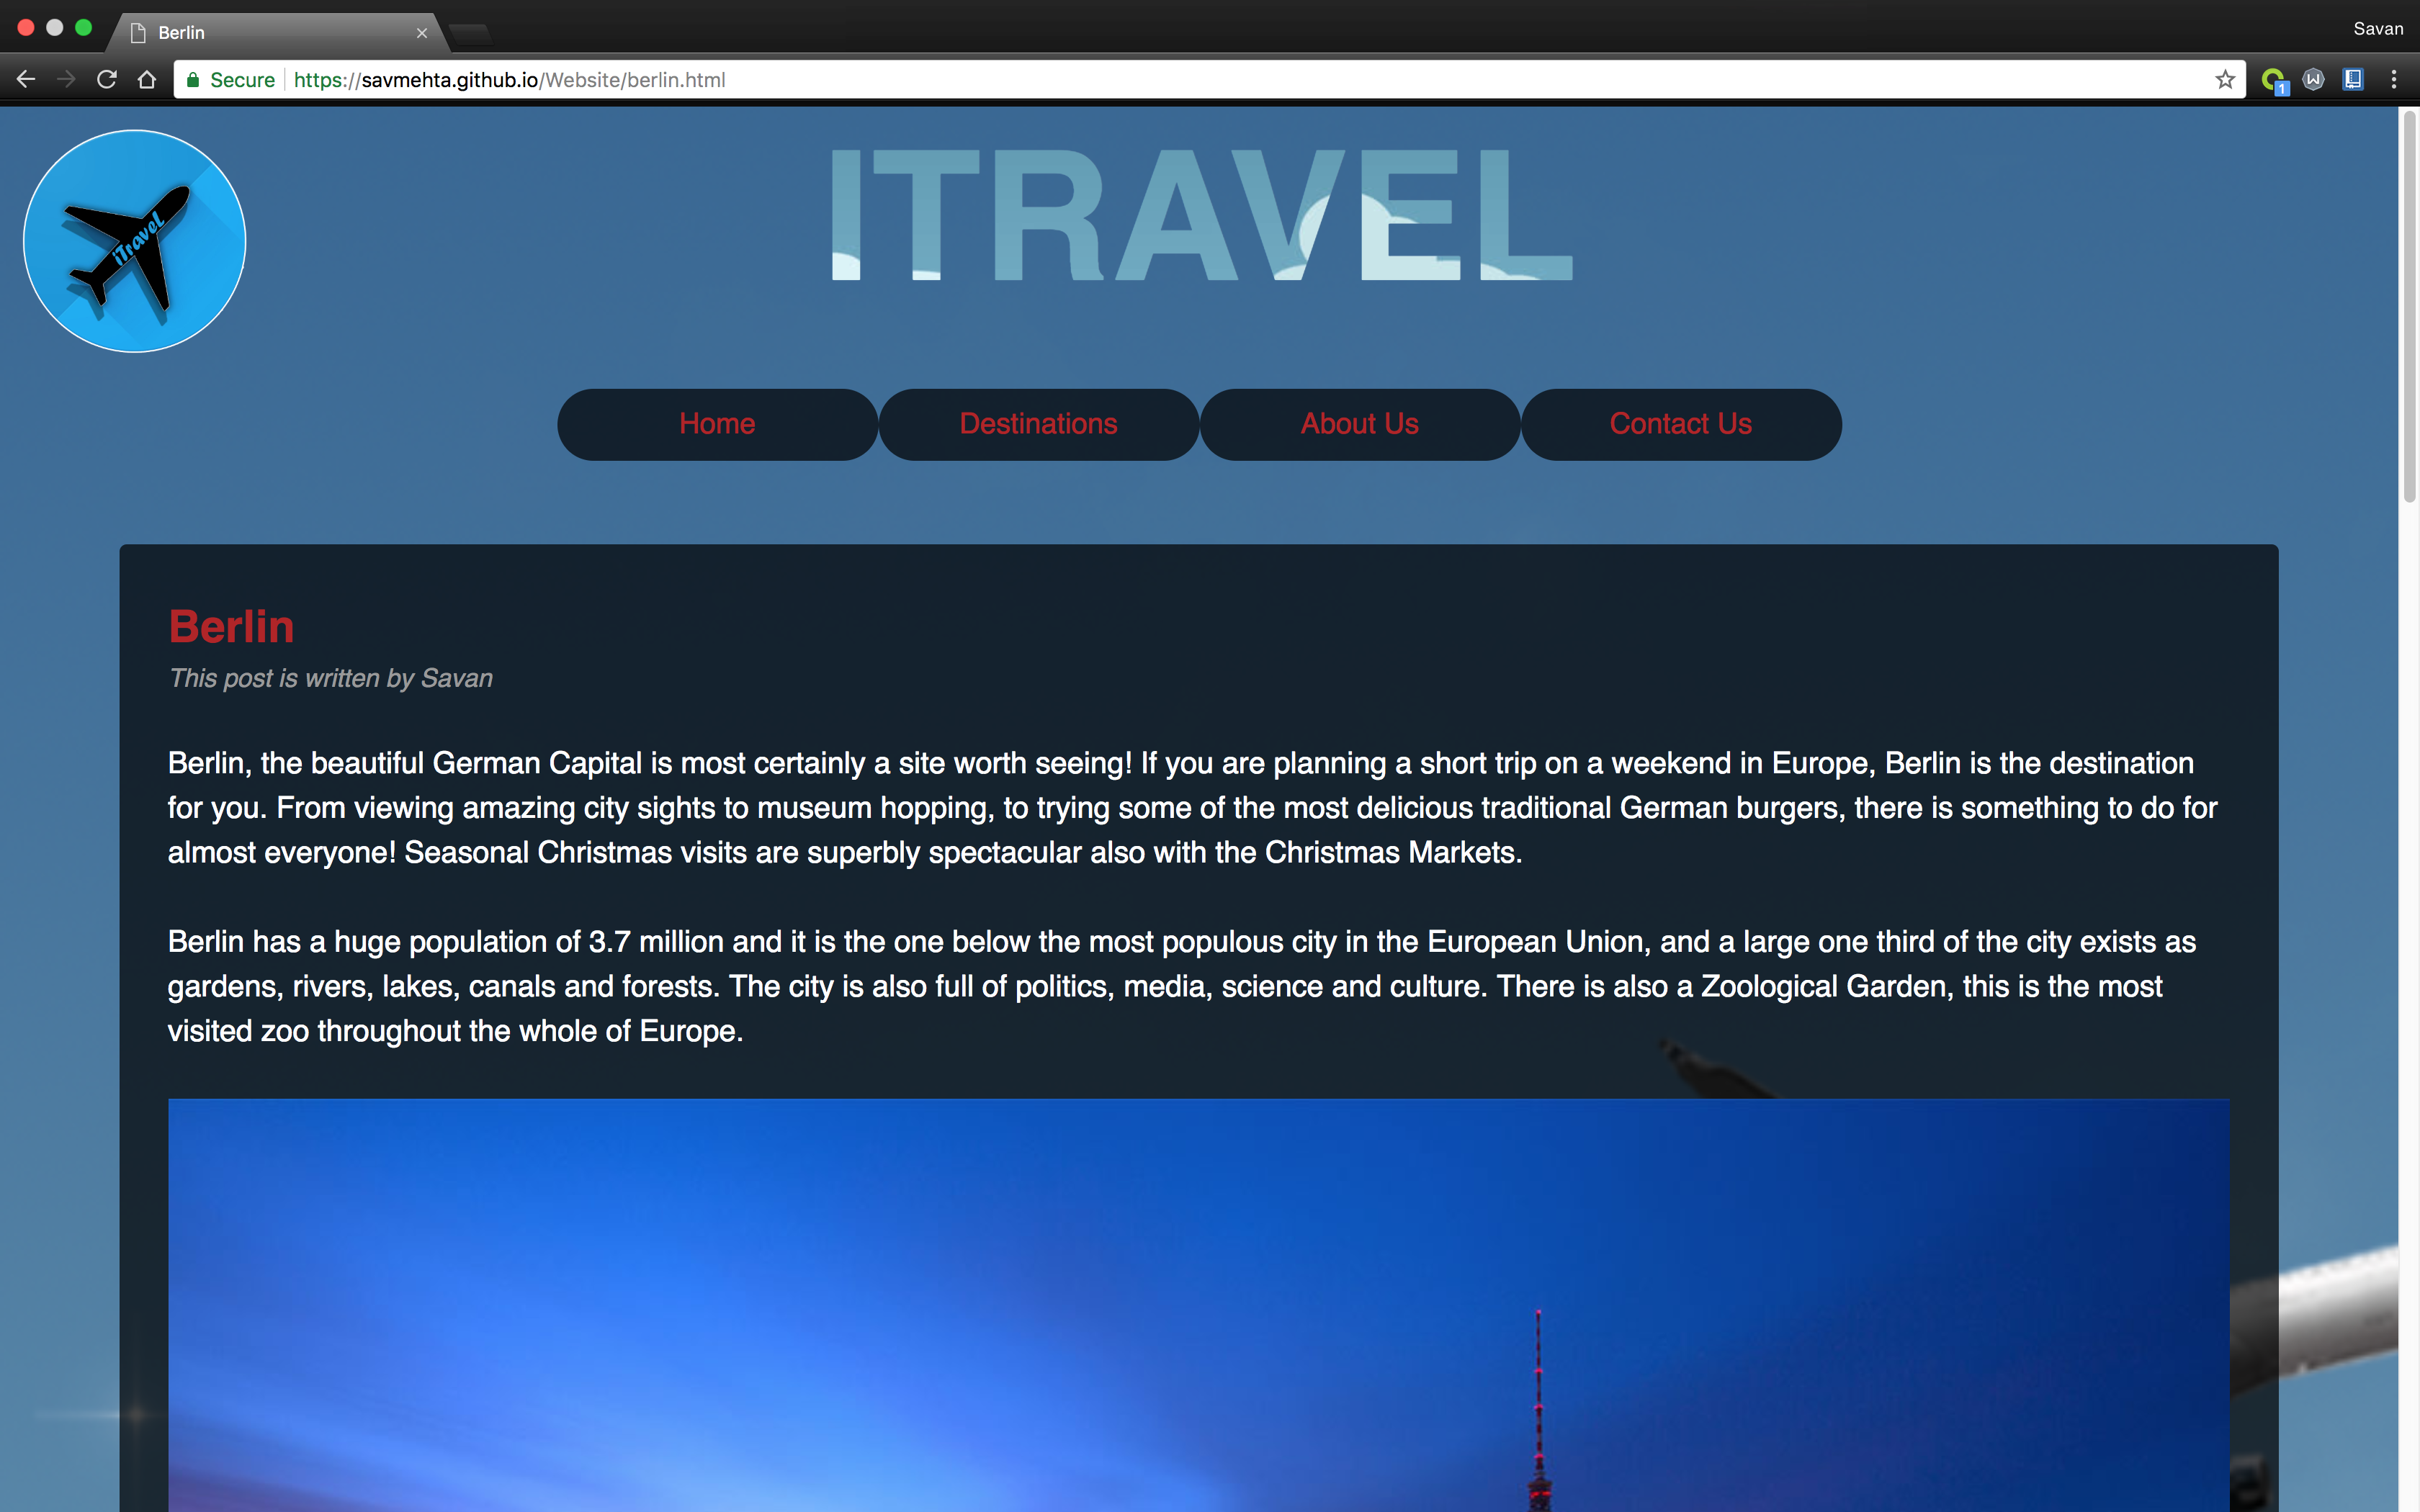 Berlin
Savan
Secure
https://savmehta.github.io/Website/berlin.html
1
W
iTraveL
ITRAVEL
Home
Destinations
About Us
Contact Us
Berlin
This post is written by Savan
Berlin, the beautiful German Capital is most certainly a site worth seeing! If you are planning a short trip on a weekend in Europe, Berlin is the destination
for you. From viewing amazing city sights to museum hopping, to trying some of the most delicious traditional German burgers, there is something to do for
almost everyone! Seasonal Christmas visits are superbly spectacular also with the Christmas Markets.
Berlin has a huge population of 3.7 million and it is the one below the most populous city in the European Union, and a large one third of the city exists as
gardens, rivers, lakes, canals and forests. The city is also full of politics, media, science and culture. There is also a Zoological Garden, this is the most
visited zoo throughout the whole of Europe.